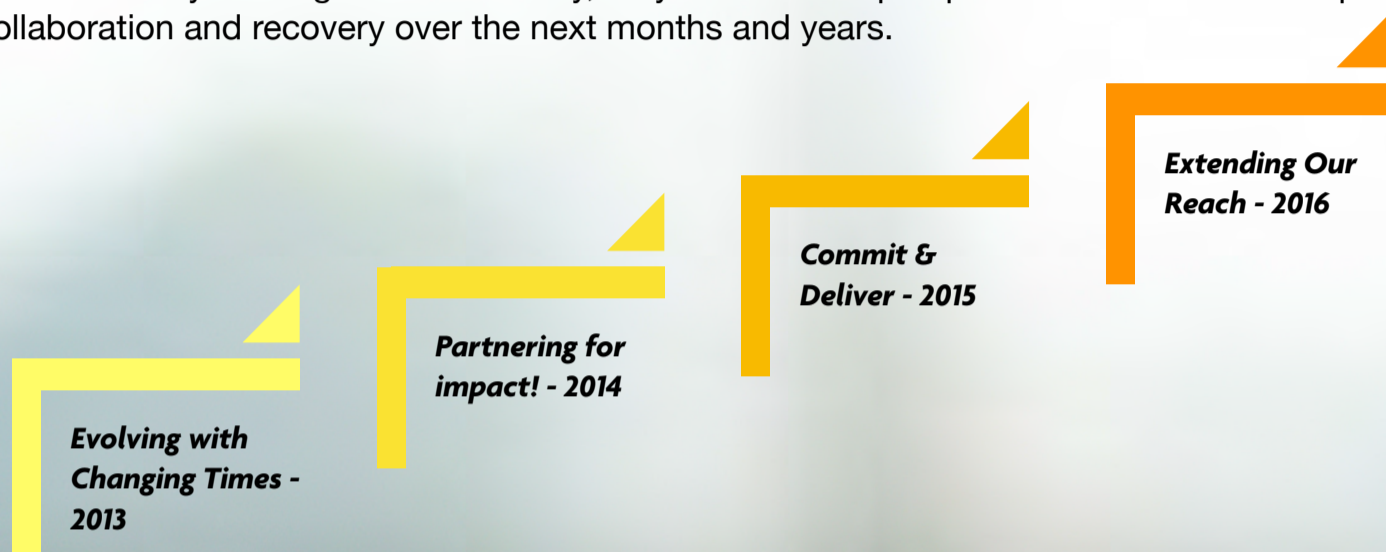 ollaboration and recovery over the next months and years.
Evolving with
Changing Times -
2013
Partnering for
impact! - 2014
Commit &
Deliver - 2015
Extending Our
Reach - 2016